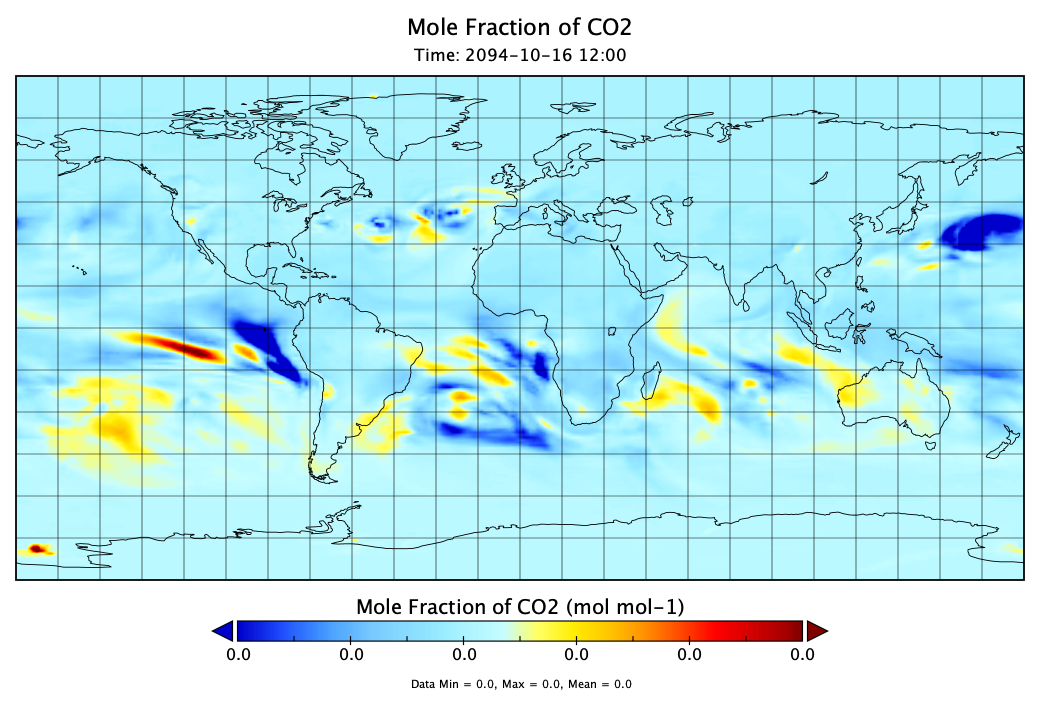 Mole Fraction of CO2
Time: 2094-10-16 12:00
Mole Fraction of CO2 (mol mol-1)
0.0 0.0 0.0 0.0 0.0 0.0
Data Min = 0.0, Max = 0.0, Mean = 0.0